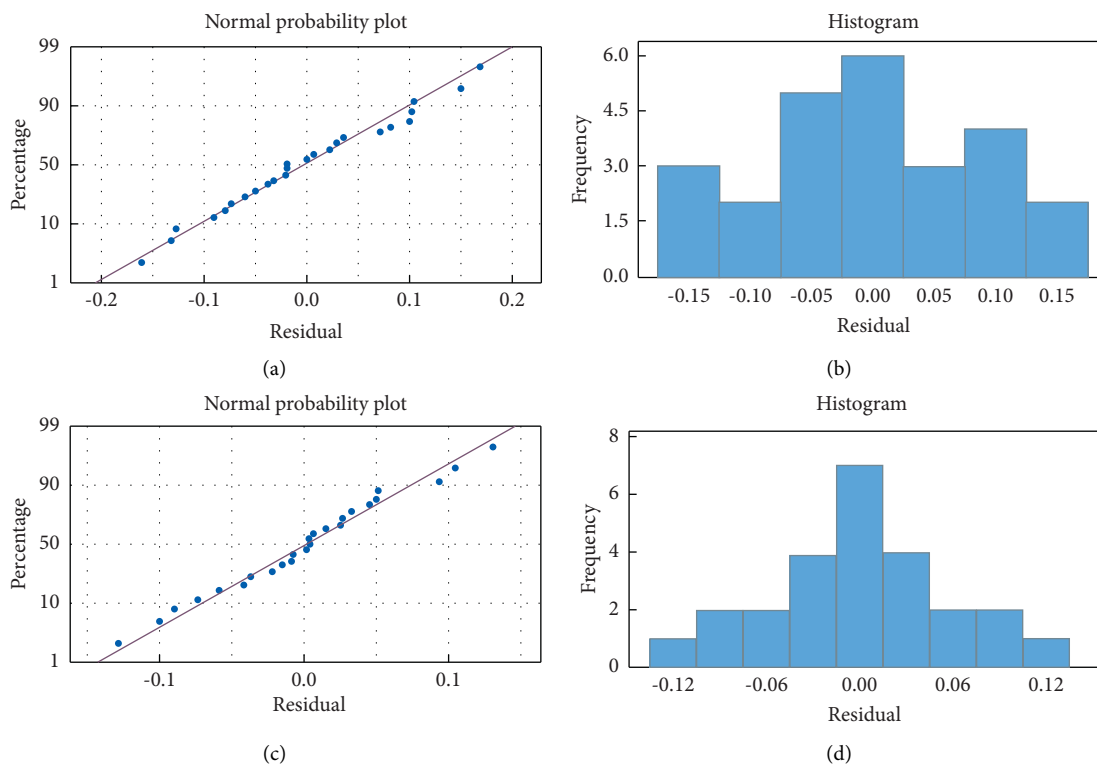 Normal probability plot
Histogram
99
90
50
10
1
Percentage
-0.2
-0.1
0.0
0.1
0.2
Residual
(a)
6.0
4.5
3.0
1.5
0.0
Frequency
-0.15
-0.10
-0.05
0.00
0.05
0.10
0.15
Residual
(b)
Normal probability plot
Histogram
99
90
50
10
1
Percentage
-0.1
0.0
0.1
Residual
(c)
8
6
4
2
0
Frequency
-0.12
-0.06
0.00
0.06
0.12
Residual
(d)